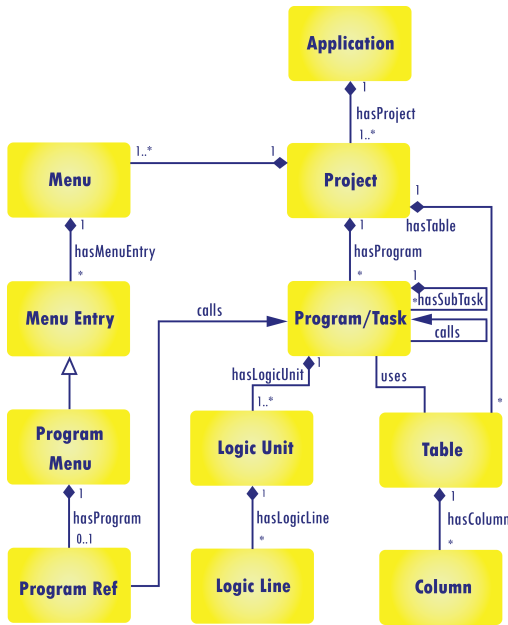 Application
1
hasProject
1..*
1..*
1
Menu
Project
1
1
1
hasTable
hasMenuEntry
hasProgram
*
*
1
*hasSubTask
Menu Entry
calls
Program/Task
calls
1
hasLogicUnit
uses
1..*
*
Program
Menu
Logic Unit
Table
1
1
1
hasProgram
hasLogicLine
hasColumn
0..1
*
*
Program Ref
Logic Line
Column